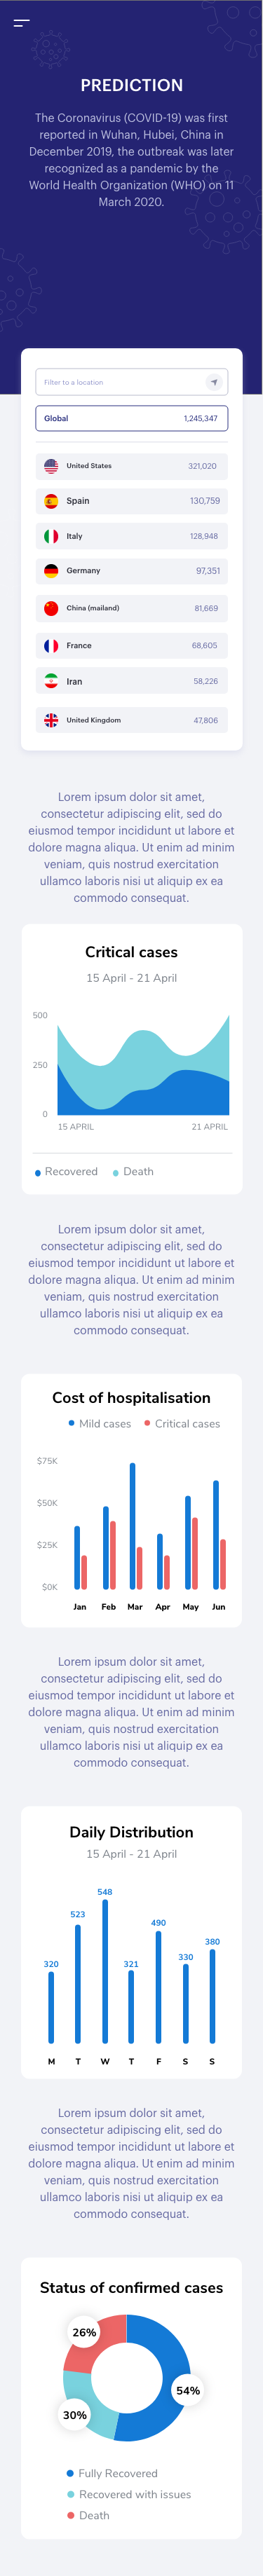 PREDICTION
The Coronavirus (COVID-19) was first
reported in Wuhan, Hubei, China in
December 2019, the outbreak was later
recognized as a pandemic by the
World Health Organization (WHO) on 11
March 2020.
Filter to a location
Global 1,245,347
United States 321,020
Spain 130,759
Italy 128,948
Germany 97,351
China (mailand) 81,669
France 68,605
Iran 58,226
United Kingdom 47,806
Lorem ipsum dolor sit amet,
consectetur adipiscing elit, sed do
eiusmod tempor incididunt ut labore et
dolore magna aliqua. Ut enim ad minim
veniam, quis nostrud exercitation
ullamco laboris nisi ut aliquip ex ea
commodo consequat.
Critical cases
15 April - 21 April
500
250
0
15 APRIL 21 APRIL
Recovered Death
Lorem ipsum dolor sit amet,
consectetur adipiscing elit, sed do
eiusmod tempor incididunt ut labore et
dolore magna aliqua. Ut enim ad minim
veniam, quis nostrud exercitation
ullamco laboris nisi ut aliquip ex ea
commodo consequat.
Cost of hospitalisation
Mild cases Critical cases
$75K
$50K
$25K
$0K
Jan Feb Mar Apr May Jun
Lorem ipsum dolor sit amet,
consectetur adipiscing elit, sed do
eiusmod tempor incididunt ut labore et
dolore magna aliqua. Ut enim ad minim
veniam, quis nostrud exercitation
ullamco laboris nisi ut aliquip ex ea
commodo consequat.
Daily Distribution
15 April - 21 April
320 523 548 321 490 330 380
M T W T F S S
Lorem ipsum dolor sit amet,
consectetur adipiscing elit, sed do
eiusmod tempor incididunt ut labore et
dolore magna aliqua. Ut enim ad minim
veniam, quis nostrud exercitation
ullamco laboris nisi ut aliquip ex ea
commodo consequat.
Status of confirmed cases
26%
54%
30%
Fully Recovered
Recovered with issues
Death